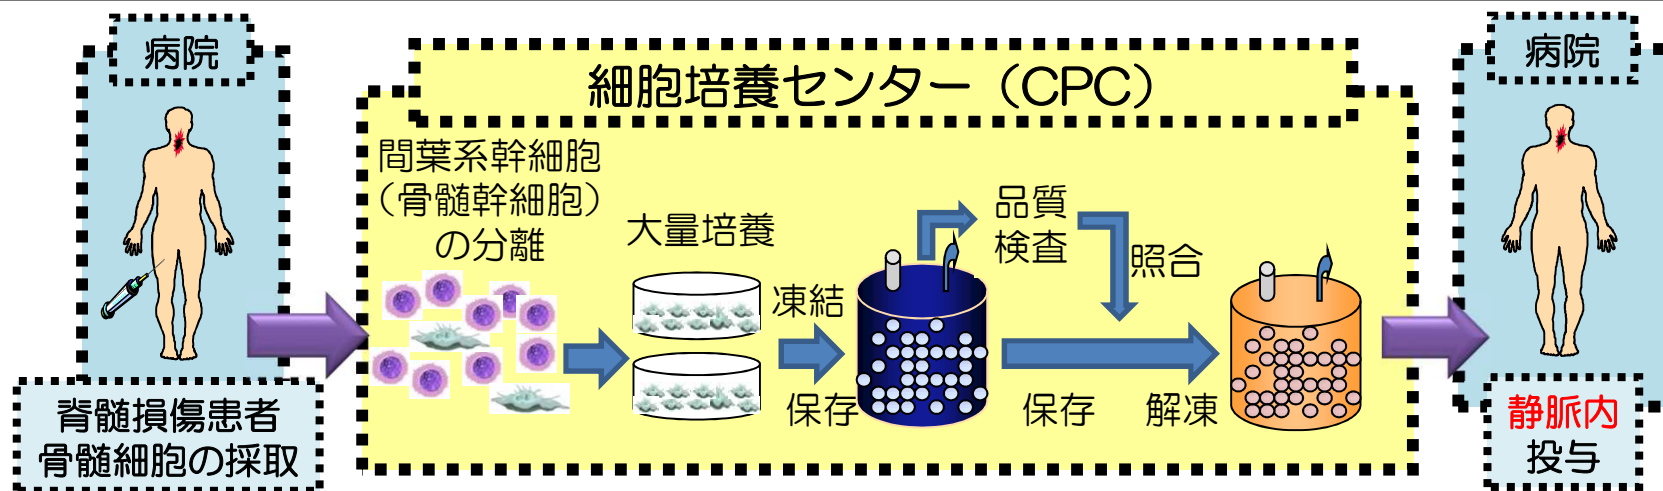 病院
脊髄損傷患者
骨髄細胞の採取
細胞培養センター（CPC）
間葉系幹細胞
（骨髄幹細胞）
の分離
大量培養
凍結
保存
品質
検査
照合
保存
解凍
病院
静脈内
投与